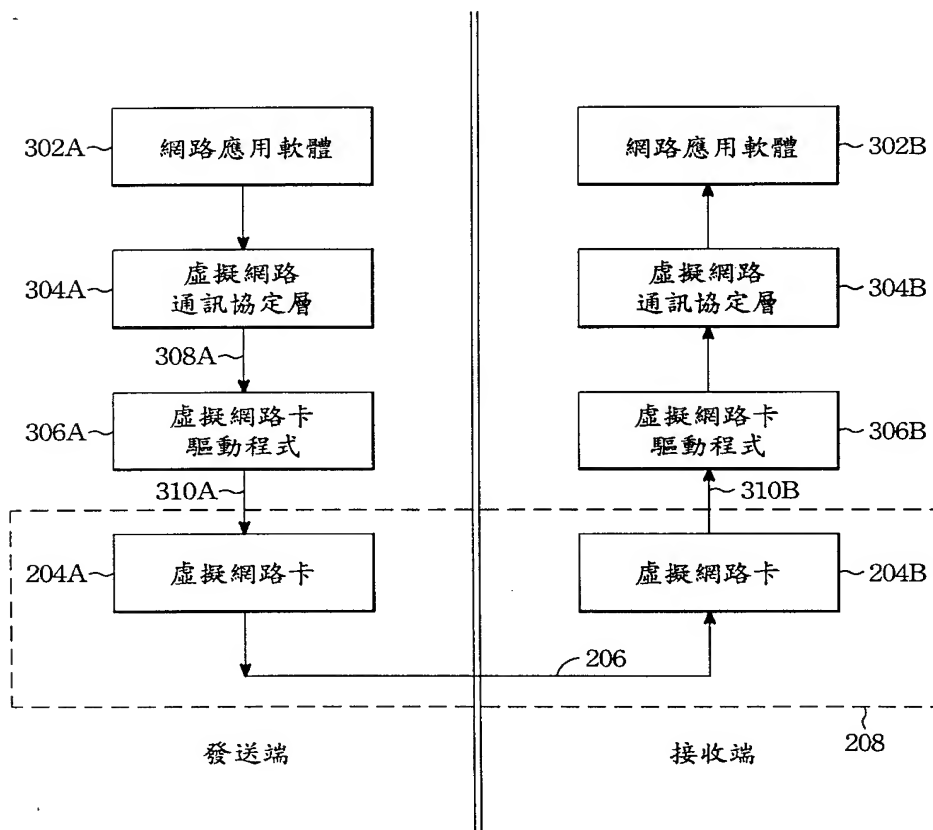 302A
網路應用軟體
網路應用軟體
302B
304A
虛擬網路
通訊協定層
虛擬網路
通訊協定層
304B
308A
306A
虛擬網路卡
驅動程式
虛擬網路卡
驅動程式
306B
310A
310B
204A
虛擬網路卡
虛擬網路卡
204B
206
208
發送端
接收端